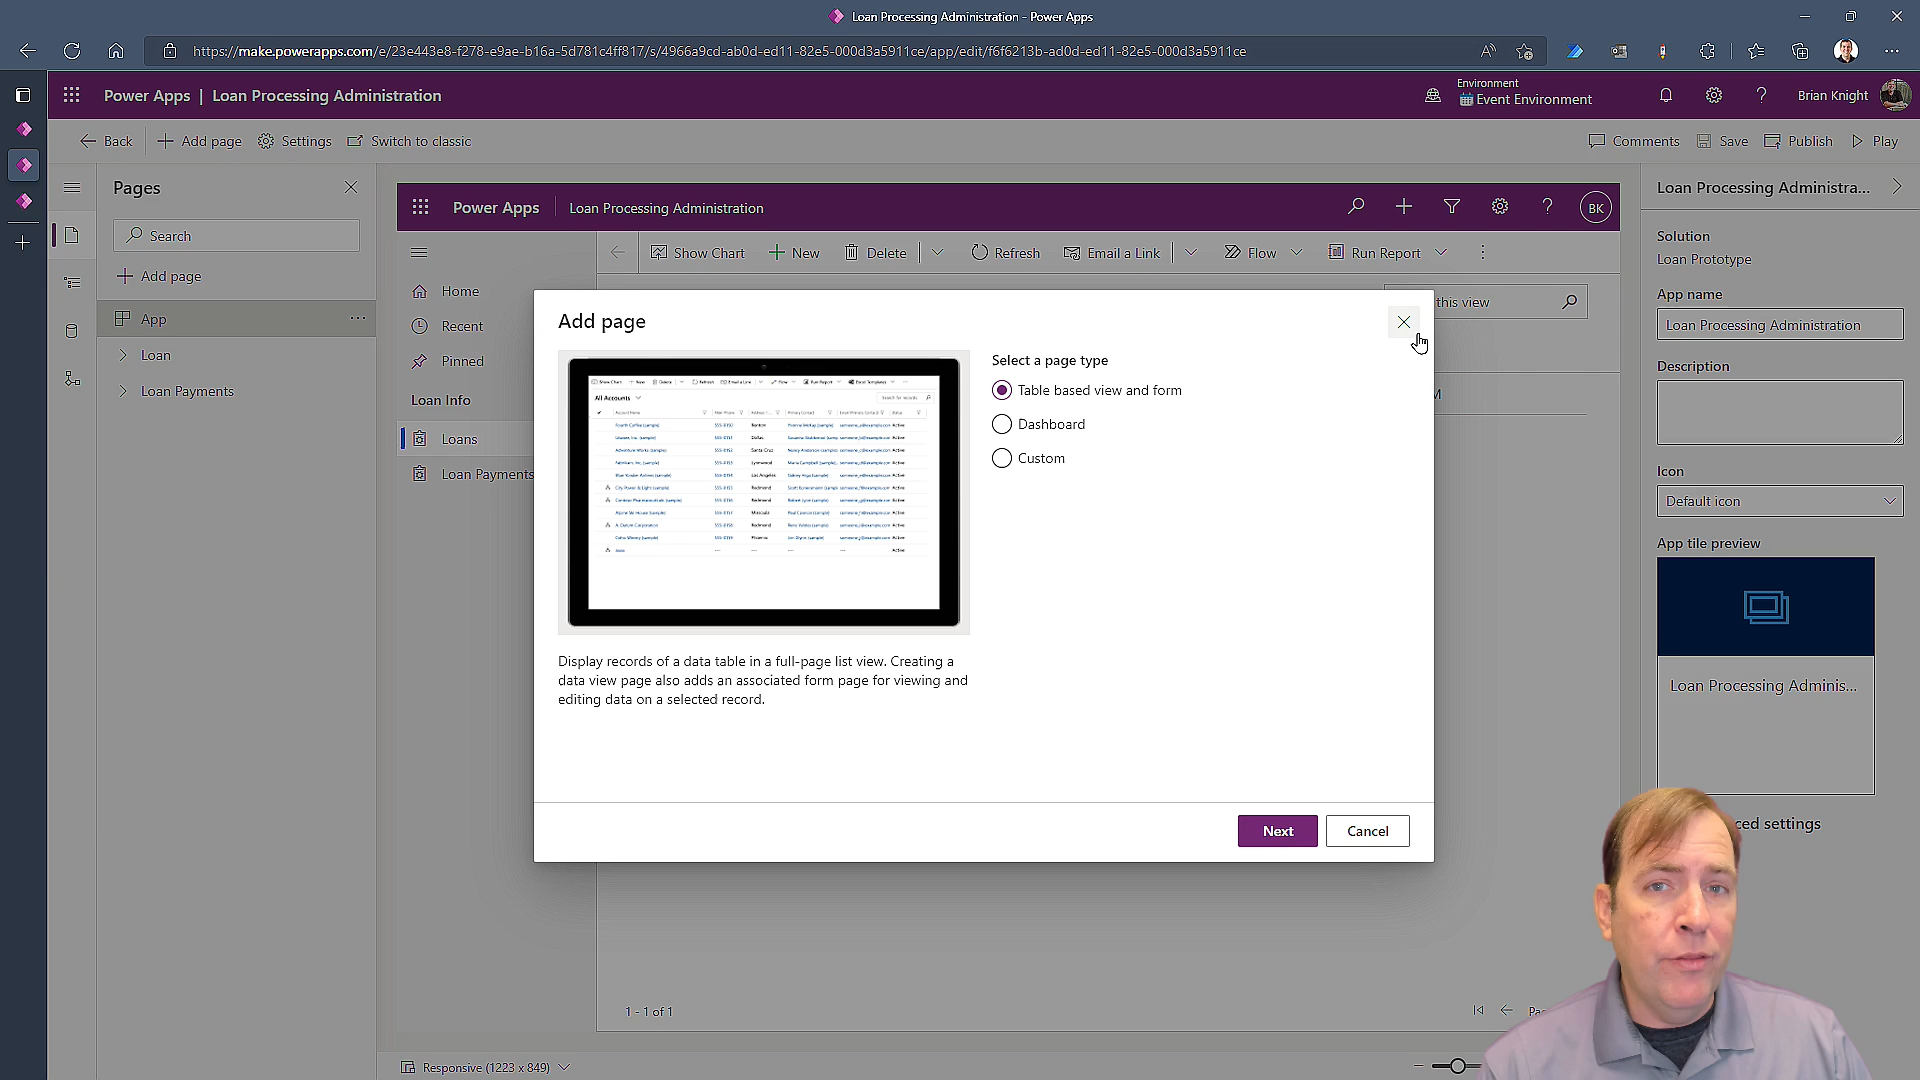 Loan Processing Administration - Power Apps
https://make.powerapps.com/e/23e443e8-f278-e9ae-b16a-5d781c4ff817/s/4966a9cd-ab0d-ed11-82e5-000d3a5911ce/app/edit/f6f6213b-ad0d-ed11-82e5-000d3a5911ce
Power Apps | Loan Processing Administration
Environment
Event Environment
Brian Knight
Back
Add page
Settings
Switch to classic
Comments
Save
Publish
Play
Pages
Search
Add page
App
Loan
Loan Payments
Power Apps
Loan Processing Administration
BK
Show Chart
New
Delete
Refresh
Email a Link
Flow
Run Report
Home
Recent
Pinned
Loan Info
Loans
Loan Payments
this view
Add page
All Accounts
Display records of a data table in a full-page list view. Creating a
data view page also adds an associated form page for viewing and
editing data on a selected record.
Select a page type
Table based view and form
Dashboard
Custom
Next
Cancel
1 - 1 of 1
Responsive (1223 x 849)
Loan Processing Administra...
Solution
Loan Prototype
App name
Loan Processing Administration
Description
Icon
Default icon
App tile preview
Loan Processing Adminis...
ced settings